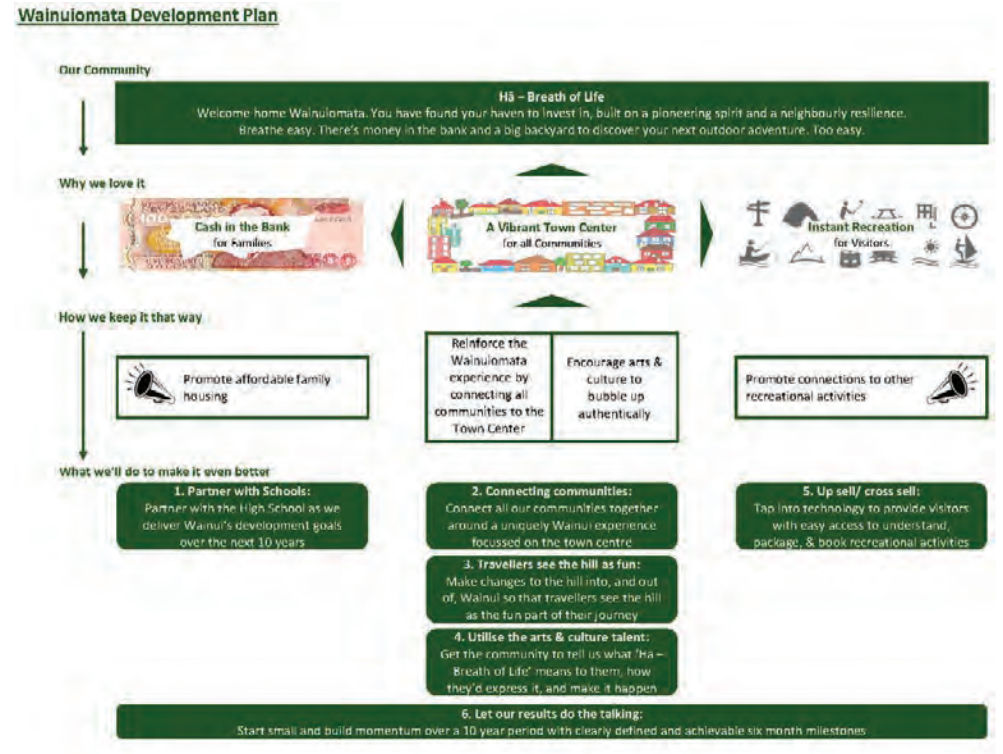 Wainuiomata Development Plan
Our Community
Hā – Breath of Life
Welcome home Wainuiomata. You have found your haven to invest in, built on a pioneering spirit and a neighbourly resilience.
Breathe easy. There's money in the bank and a big backyard to discover your next outdoor adventure. Too easy.
Why we love it
Cash in the Bank
for Families
A Vibrant Town Center
for all Communities
Instant Recreation
for Visitors
How we keep it that way
Promote affordable family
housing
Reinforce the
Wainuiomata
experience by
connecting all
communities to the
Town Center
Encourage arts &
culture to
bubble up
authentically
Promote connections to other
recreational activities
What we'll do to make it even better
1. Partner with Schools:
Partner with the High School as we
deliver Wainui's development goals
over the next 10 years
2. Connecting communities:
Connect all our communities together
around a uniquely Wainui experience
focussed on the town centre
5. Up sell/ cross sell:
Tap into technology to provide visitors
with easy access to understand,
package, & book recreational activities
3. Travellers see the hill as fun:
Make changes to the hill into, and out
of, Wainui so that travellers see the hill
as the fun part of their journey
4. Utilise the arts & culture talent:
Get the community to tell us what 'Hā –
Breath of Life' means to them, how
they'd express it, and make it happen
6. Let our results do the talking:
Start small and build momentum over a 10 year period with clearly defined and achievable six month milestones